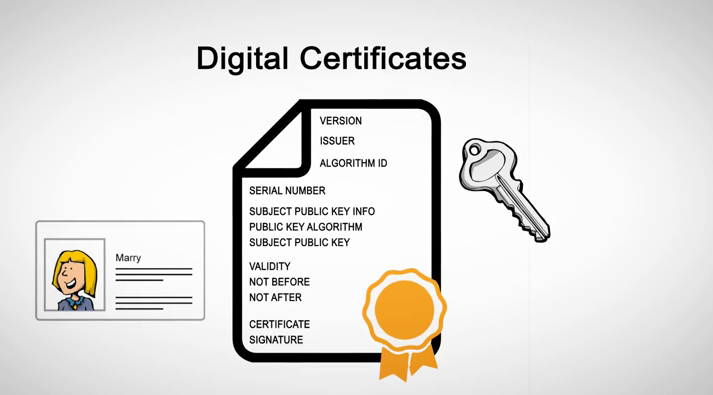 Digital Certificates
VERSION
ISSUER
ALGORITHM ID
SERIAL NUMBER
SUBJECT PUBLIC KEY INFO
PUBLIC KEY ALGORITHM
SUBJECT PUBLIC KEY
VALIDITY
NOT BEFORE
NOT AFTER
CERTIFICATE
SIGNATURE
Marry